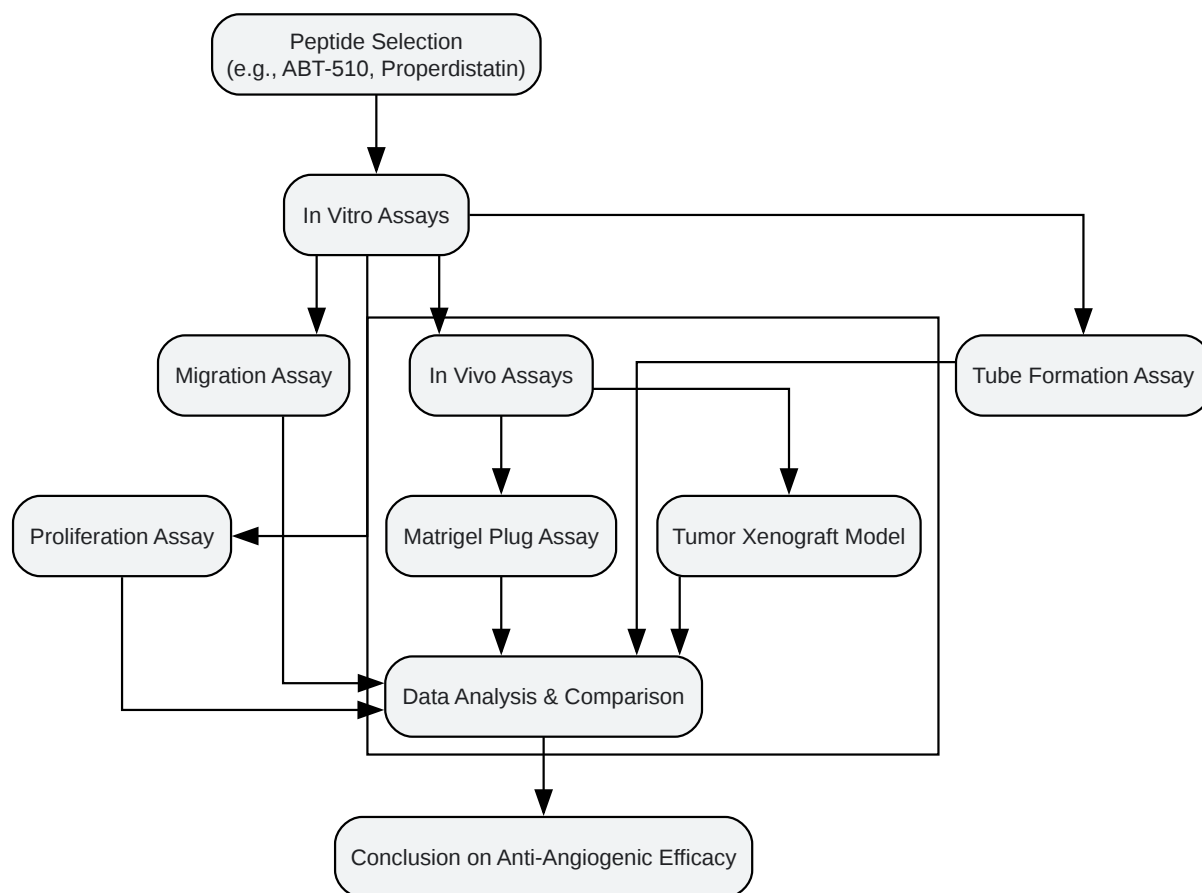 Peptide Selection
(e.g., ABT-510, Properdistatin)
In Vitro Assays
Migration Assay
In Vivo Assays
Tube Formation Assay
Proliferation Assay
Matrigel Plug Assay
Tumor Xenograft Model
Data Analysis & Comparison
Conclusion on Anti-Angiogenic Efficacy